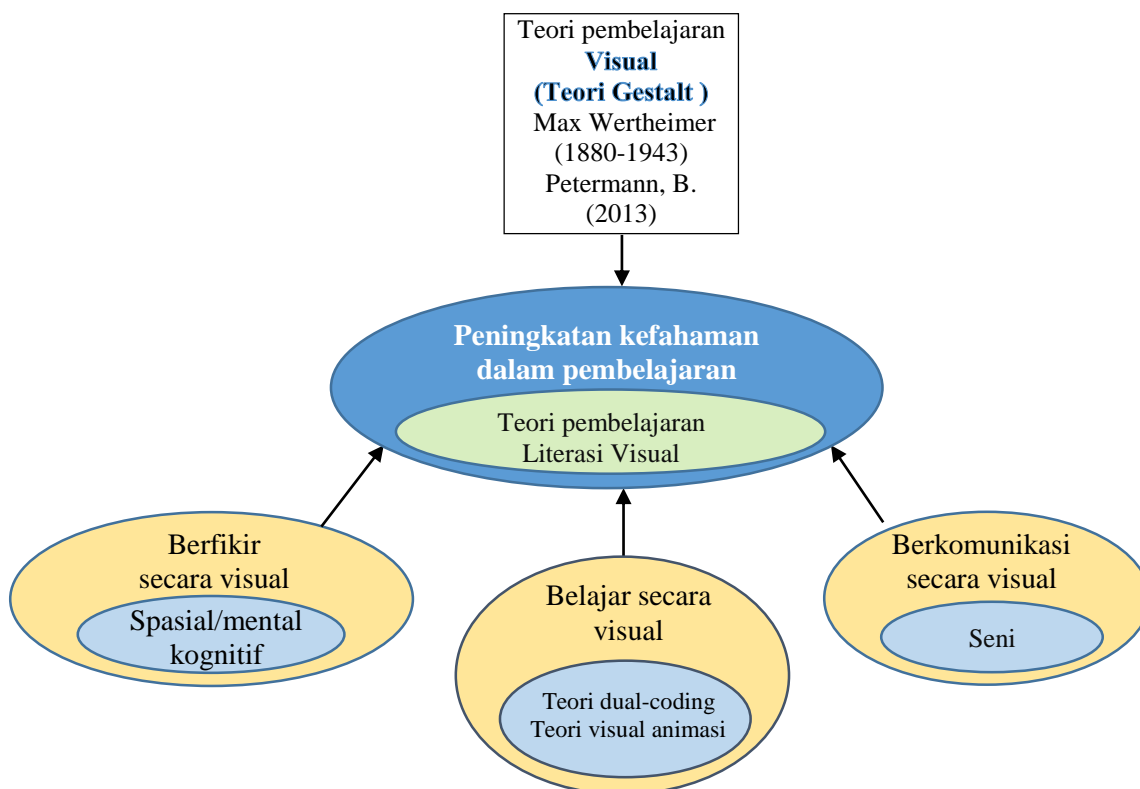 Teori pembelajaran
Visual
(Teori Gestalt )
Max Wertheimer
(1880-1943)
Petermann, B.
(2013)
Peningkatan kefahaman
dalam pembelajaran
Teori pembelajaran
Literasi Visual
Berfikir
secara visual
Spasial/mental
kognitif
Belajar secara
visual
Teori dual-coding
Teori visual animasi
Berkomunikasi
secara visual
Seni